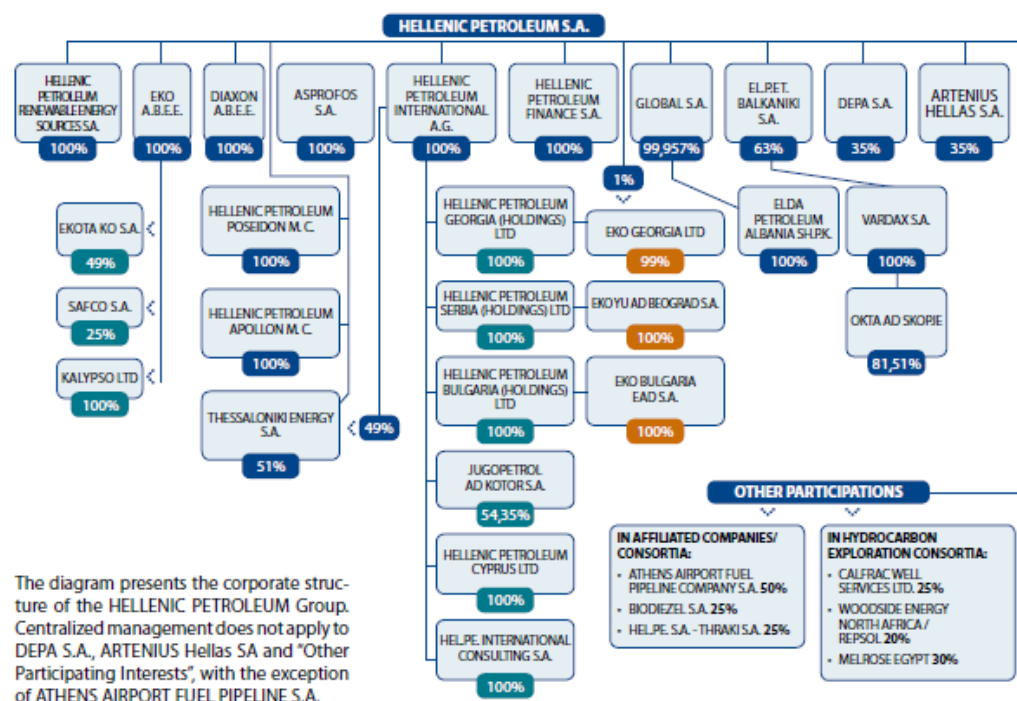 HELLENIC PETROLEUM S.A.
HELLENIC
PETROLEUM
RENEWABLE ENERGY
SOURCES S.A.
100%
EKO
A.B.E.E.
100%
DIAXON
A.B.E.E.
100%
ASPROFOS
S.A.
100%
HELLENIC
PETROLEUM
INTERNATIONAL
A.G.
100%
HELLENIC
PETROLEUM
FINANCE S.A.
100%
GLOBAL S.A.
99,957%
EL.P.ET.
BALKANIKI
S.A.
63%
DEPA S.A.
35%
ARTENIUS
HELLAS S.A.
35%
1%
EKOTA KO S.A.
49%
SAFCO S.A.
25%
KALYPSO LTD
100%
HELLENIC PETROLEUM
POSEIDON M. C.
100%
HELLENIC PETROLEUM
APOLLON M. C.
100%
THESSALONIKI ENERGY
S.A.
51%
49%
HELLENIC PETROLEUM
GEORGIA (HOLDINGS)
LTD
100%
EKO GEORGIA LTD
99%
HELLENIC PETROLEUM
SERBIA (HOLDINGS) LTD
100%
EKO YU AD BEOGRAD S.A.
100%
HELLENIC PETROLEUM
BULGARIA (HOLDINGS)
LTD
100%
EKO BULGARIA
EAD S.A.
100%
JUGOPETROL
AD KOTOR S.A.
54,35%
HELLENIC PETROLEUM
CYPRUS LTD
100%
HEL.PE. INTERNATIONAL
CONSULTING S.A.
100%
ELDA
PETROLEUM
ALBANIA SH.P.K.
100%
VARDAX S.A.
100%
OKTA AD SKOPJE
81,51%
OTHER PARTICIPATIONS
IN AFFILIATED COMPANIES/
CONSORTIA:
• ATHENS AIRPORT FUEL
PIPELINE COMPANY S.A. 50%
• BIODIEZEL S.A. 25%
• HEL.PE. S.A. - THRAKI S.A. 25%
IN HYDROCARBON
EXPLORATION CONSORTIA:
• CALFRAC WELL
SERVICES LTD. 25%
• WOODSIDE ENERGY
NORTH AFRICA /
REPSOL 20%
• MELROSE EGYPT 30%
The diagram presents the corporate struc-
ture of the HELLENIC PETROLEUM Group.
Centralized management does not apply to
DEPA S.A., ARTENIUS Hellas SA and "Other
Participating Interests", with the exception
of ATHENS AIRPORT FUEL PIPELINE S.A.